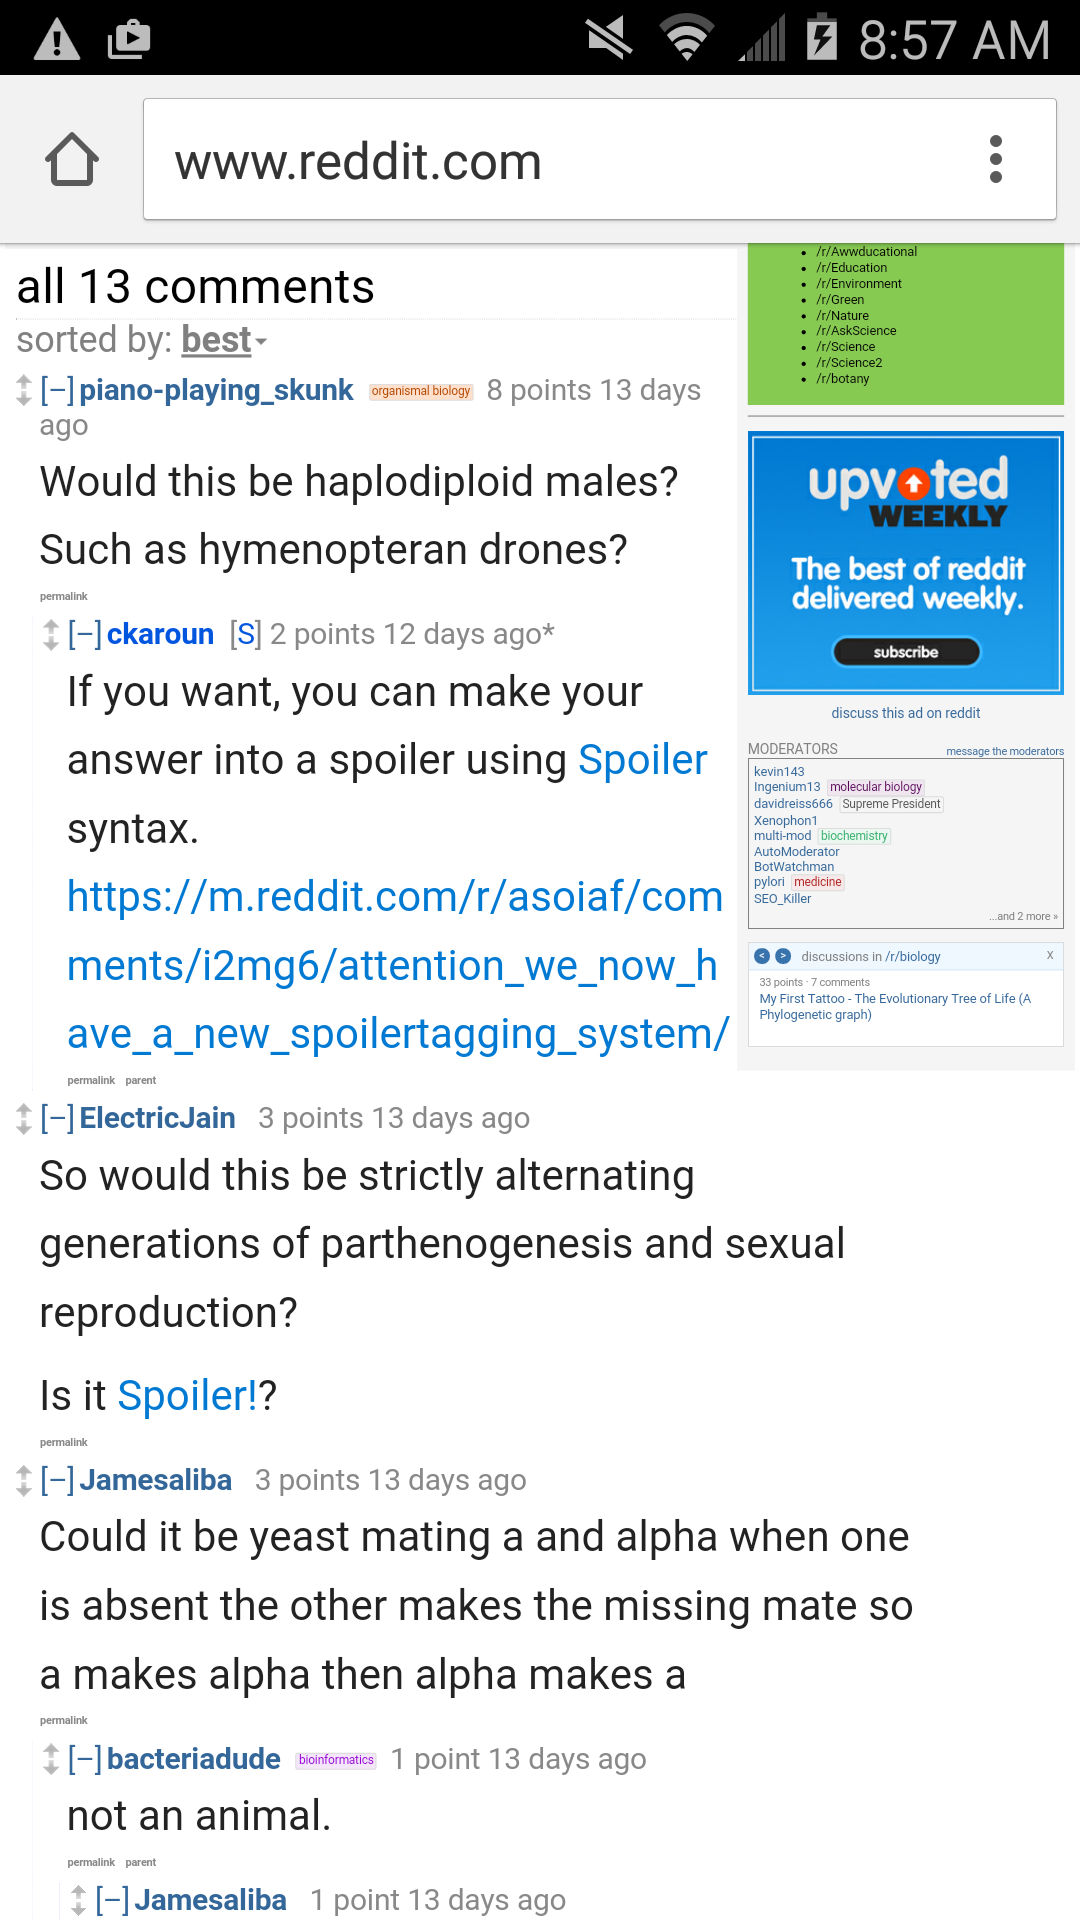 8:57 AM
www.reddit.com
all 13 comments
sorted by: best
[–] piano-playing_skunk organismal biology 8 points 13 days
ago
Would this be haplodiploid males?
Such as hymenopteran drones?
permalink
[–] ckaroun [S] 2 points 12 days ago*
If you want, you can make your
answer into a spoiler using Spoiler
syntax.
https://m.reddit.com/r/asoiaf/com
ments/i2mg6/attention_we_now_h
ave_a_new_spoilertagging_system/
permalink parent
[–] ElectricJain 3 points 13 days ago
So would this be strictly alternating
generations of parthenogenesis and sexual
reproduction?
Is it Spoiler!?
permalink
[–] Jamesaliba 3 points 13 days ago
Could it be yeast mating a and alpha when one
is absent the other makes the missing mate so
a makes alpha then alpha makes a
permalink
[–] bacteriadude bioinformatics 1 point 13 days ago
not an animal.
permalink parent
[–] Jamesaliba 1 point 13 days ago
• /r/Awwducational
• /r/Education
• /r/Environment
• /r/Green
• /r/Nature
• /r/AskScience
• /r/Science
• /r/Science2
• /r/botany
upvoted
WEEKLY
The best of reddit
delivered weekly.
subscribe
discuss this ad on reddit
MODERATORS message the moderators
kevin143
Ingenium13 molecular biology
davidreiss666 Supreme President
Xenophon1
multi-mod biochemistry
AutoModerator
BotWatchman
pylori medicine
SEO_Killer
...and 2 more »
< > discussions in /r/biology X
33 points · 7 comments
My First Tattoo - The Evolutionary Tree of Life (A
Phylogenetic graph)